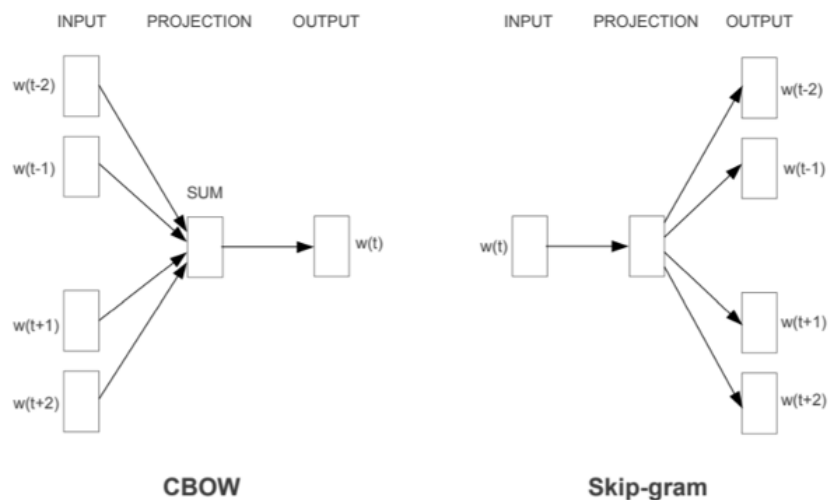 INPUT PROJECTION OUTPUT
w(t-2)
w(t-1)
SUM
w(t)
w(t+1)
w(t+2)
CBOW
INPUT PROJECTION OUTPUT
w(t-2)
w(t-1)
w(t)
w(t+1)
w(t+2)
Skip-gram